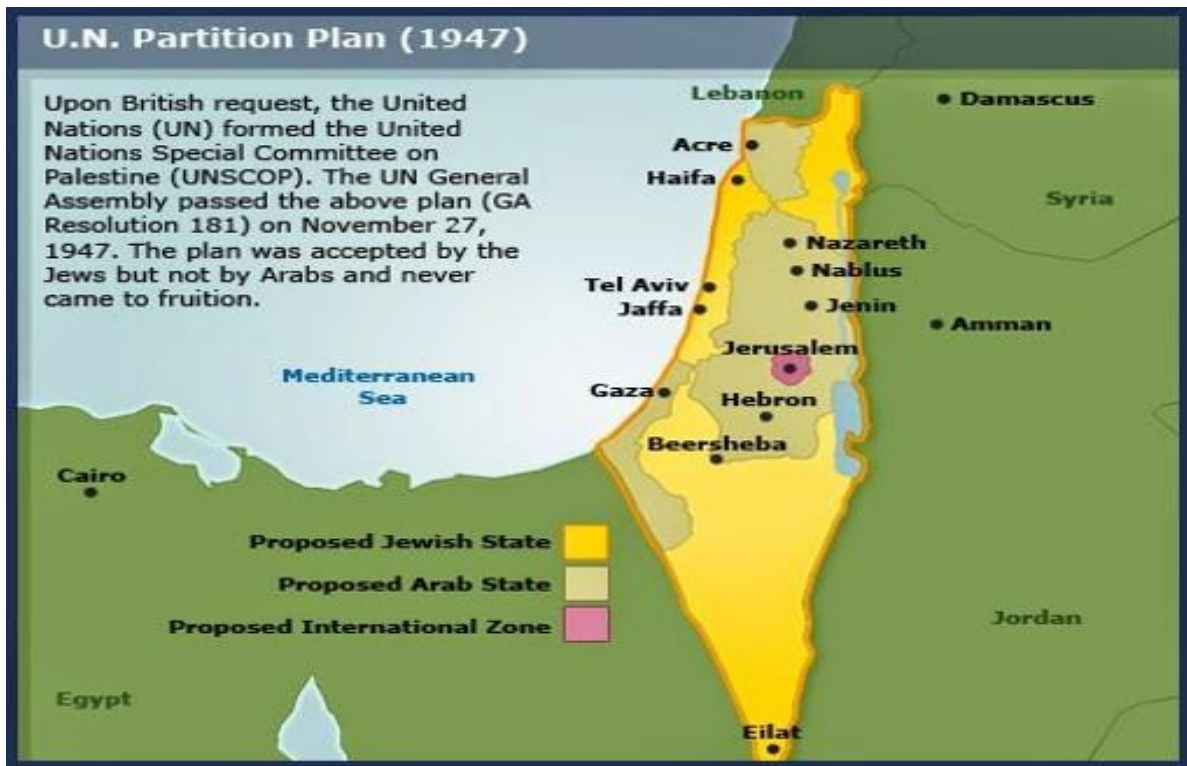 U.N. Partition Plan (1947)
Upon British request, the United
Nations (UN) formed the United
Nations Special Committee on
Palestine (UNSCOP). The UN General
Assembly passed the above plan (GA
Resolution 181) on November 27,
1947. The plan was accepted by the
Jews but not by Arabs and never
came to fruition.
Lebanon
Damascus
Acre
Haifa
Syria
Nazareth
Nablus
Tel Aviv
Jaffa
Jenin
Amman
Jerusalem
Mediterranean
Sea
Gaza
Hebron
Beersheba
Cairo
Proposed Jewish State
Proposed Arab State
Proposed International Zone
Jordan
Egypt
Eilat